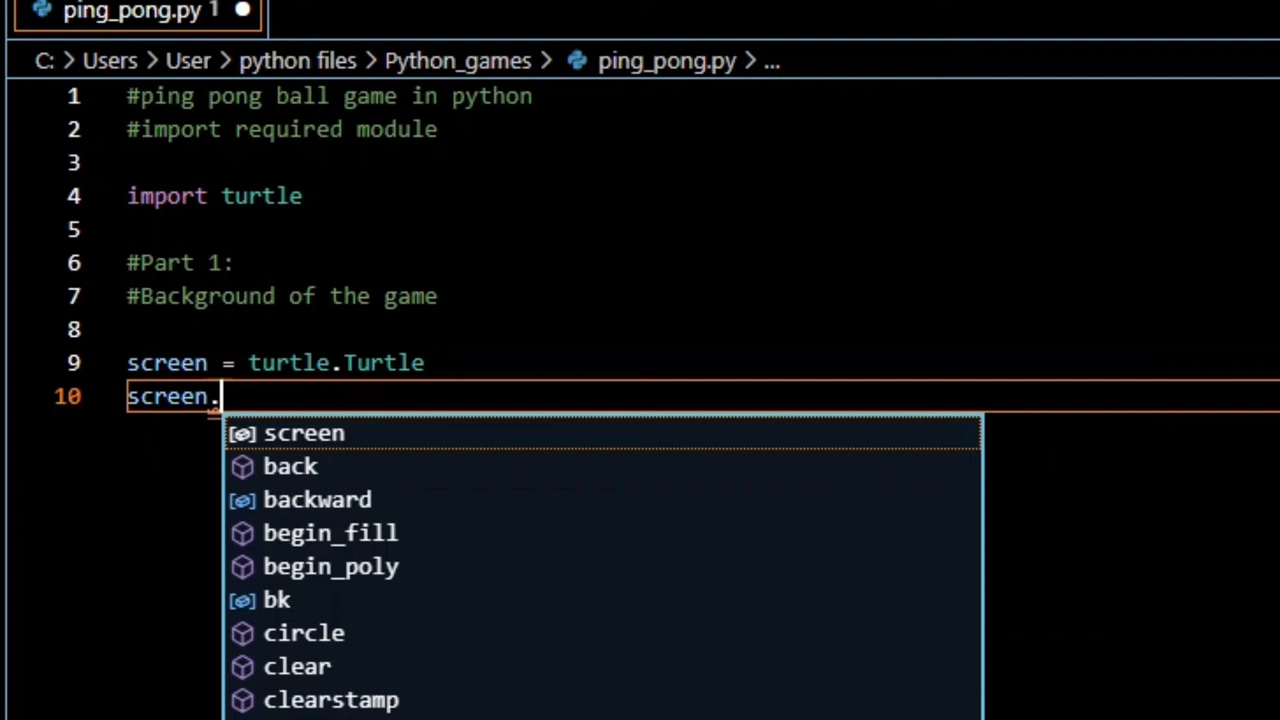 ping_pong.py 1
C: > Users > User > python files > Python_games > ping_pong.py > ...
1 #ping pong ball game in python
2 #import required module
3
4 import turtle
5
6 #Part 1:
7 #Background of the game
8
9 screen = turtle.Turtle
10 screen.
screen
back
backward
begin_fill
begin_poly
bk
circle
clear
clearstamp